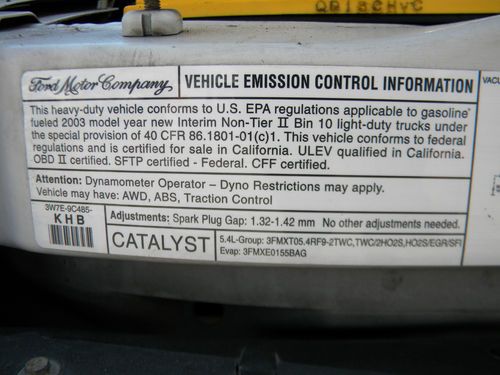 QB18CHVC
Ford Motor Company VEHICLE EMISSION CONTROL INFORMATION
VAC
This heavy-duty vehicle conforms to U.S. EPA regulations applicable to gasoline
fueled 2003 model year new Interim Non-Tier II Bin 10 light-duty trucks under
the special provision of 40 CFR 86.1801-01(c)1. This vehicle conforms to federal
regulations and is certified for sale in California. ULEV qualified in California.
OBD II certified. SFTP certified - Federal. CFF certified.
Attention: Dynamometer Operator – Dyno Restrictions may apply.
Vehicle may have: AWD, ABS, Traction Control
3W7E-9C485-
KHB
Adjustments: Spark Plug Gap: 1.32-1.42 mm No other adjustments needed.
CATALYST
5.4L-Group: 3FMXT05.4RF9-2TWC,TWC/2HO2S,HO2S/EGR/SFI
Evap: 3FMXE0155BAG